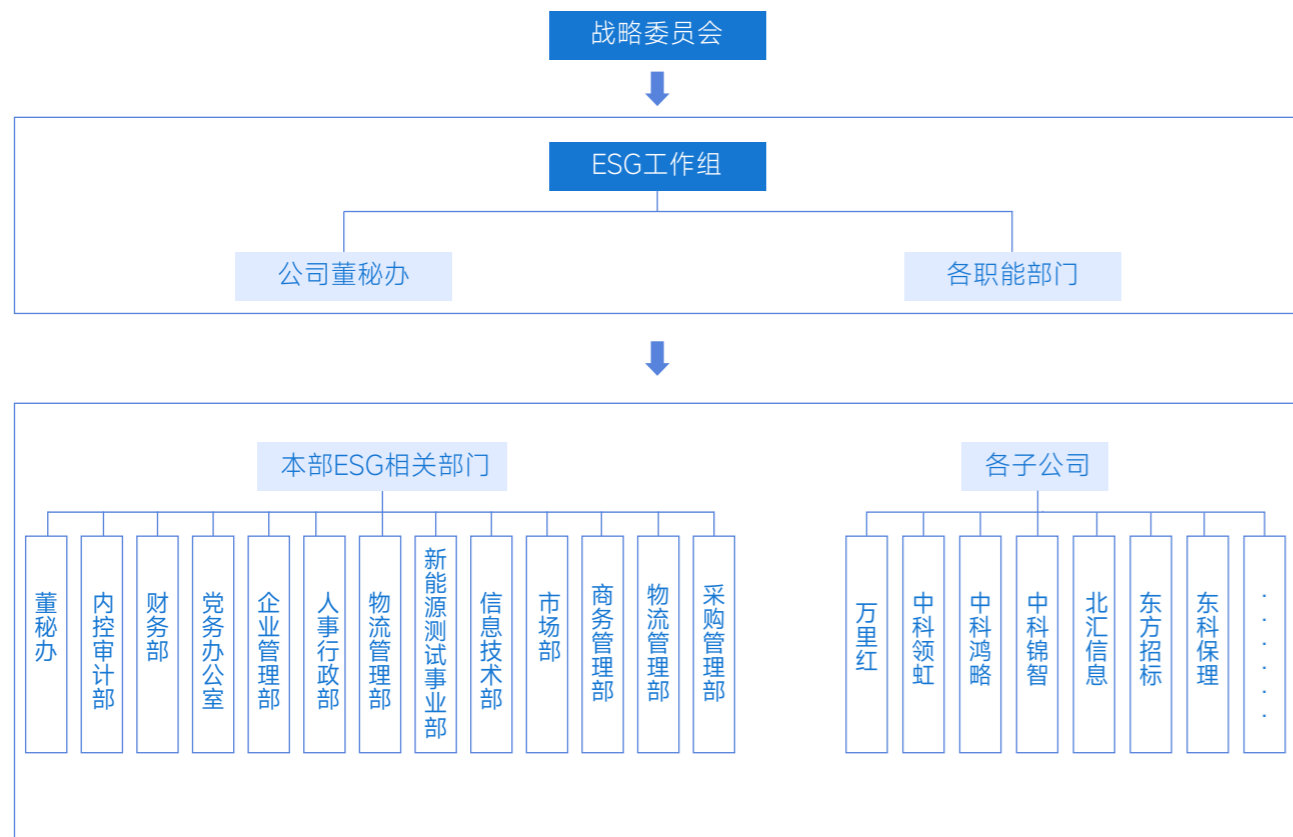 战略委员会
ESG工作组
公司董秘办
各职能部门
本部ESG相关部门
各子公司
董秘办
内控审计部
财务部
党务办公室
企业管理部
人事行政部
物流管理部
新能源测试事业部
信息技术部
市场部
商务管理部
物流管理部
采购管理部
万里红
中科领虹
中科鸿略
中科锦智
北汇信息
东方招标
东科保理
......